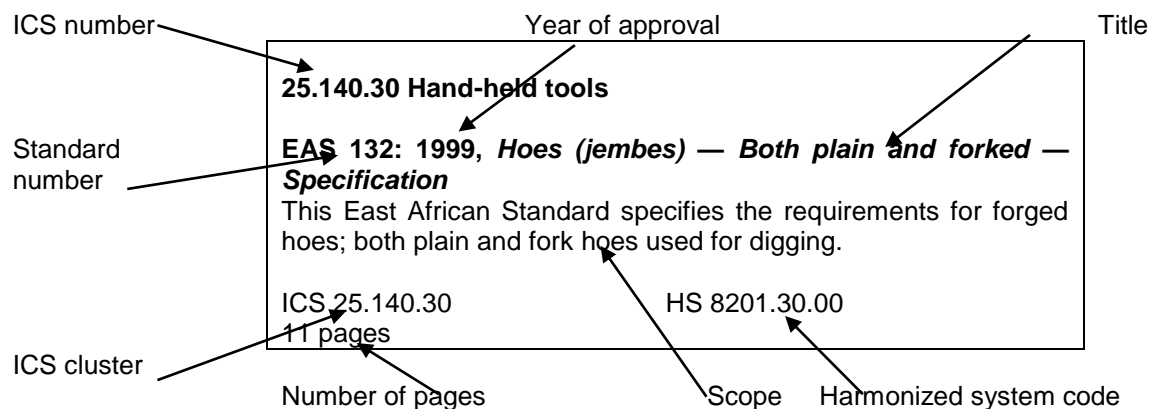 ICS number Year of approval Title
25.140.30 Hand-held tools
Standard
number
EAS 132: 1999, Hoes (jembes) — Both plain and forked —
Specification
This East African Standard specifies the requirements for forged
hoes; both plain and fork hoes used for digging.
ICS 25.140.30 HS 8201.30.00
11 pages
ICS cluster
Number of pages Scope Harmonized system code